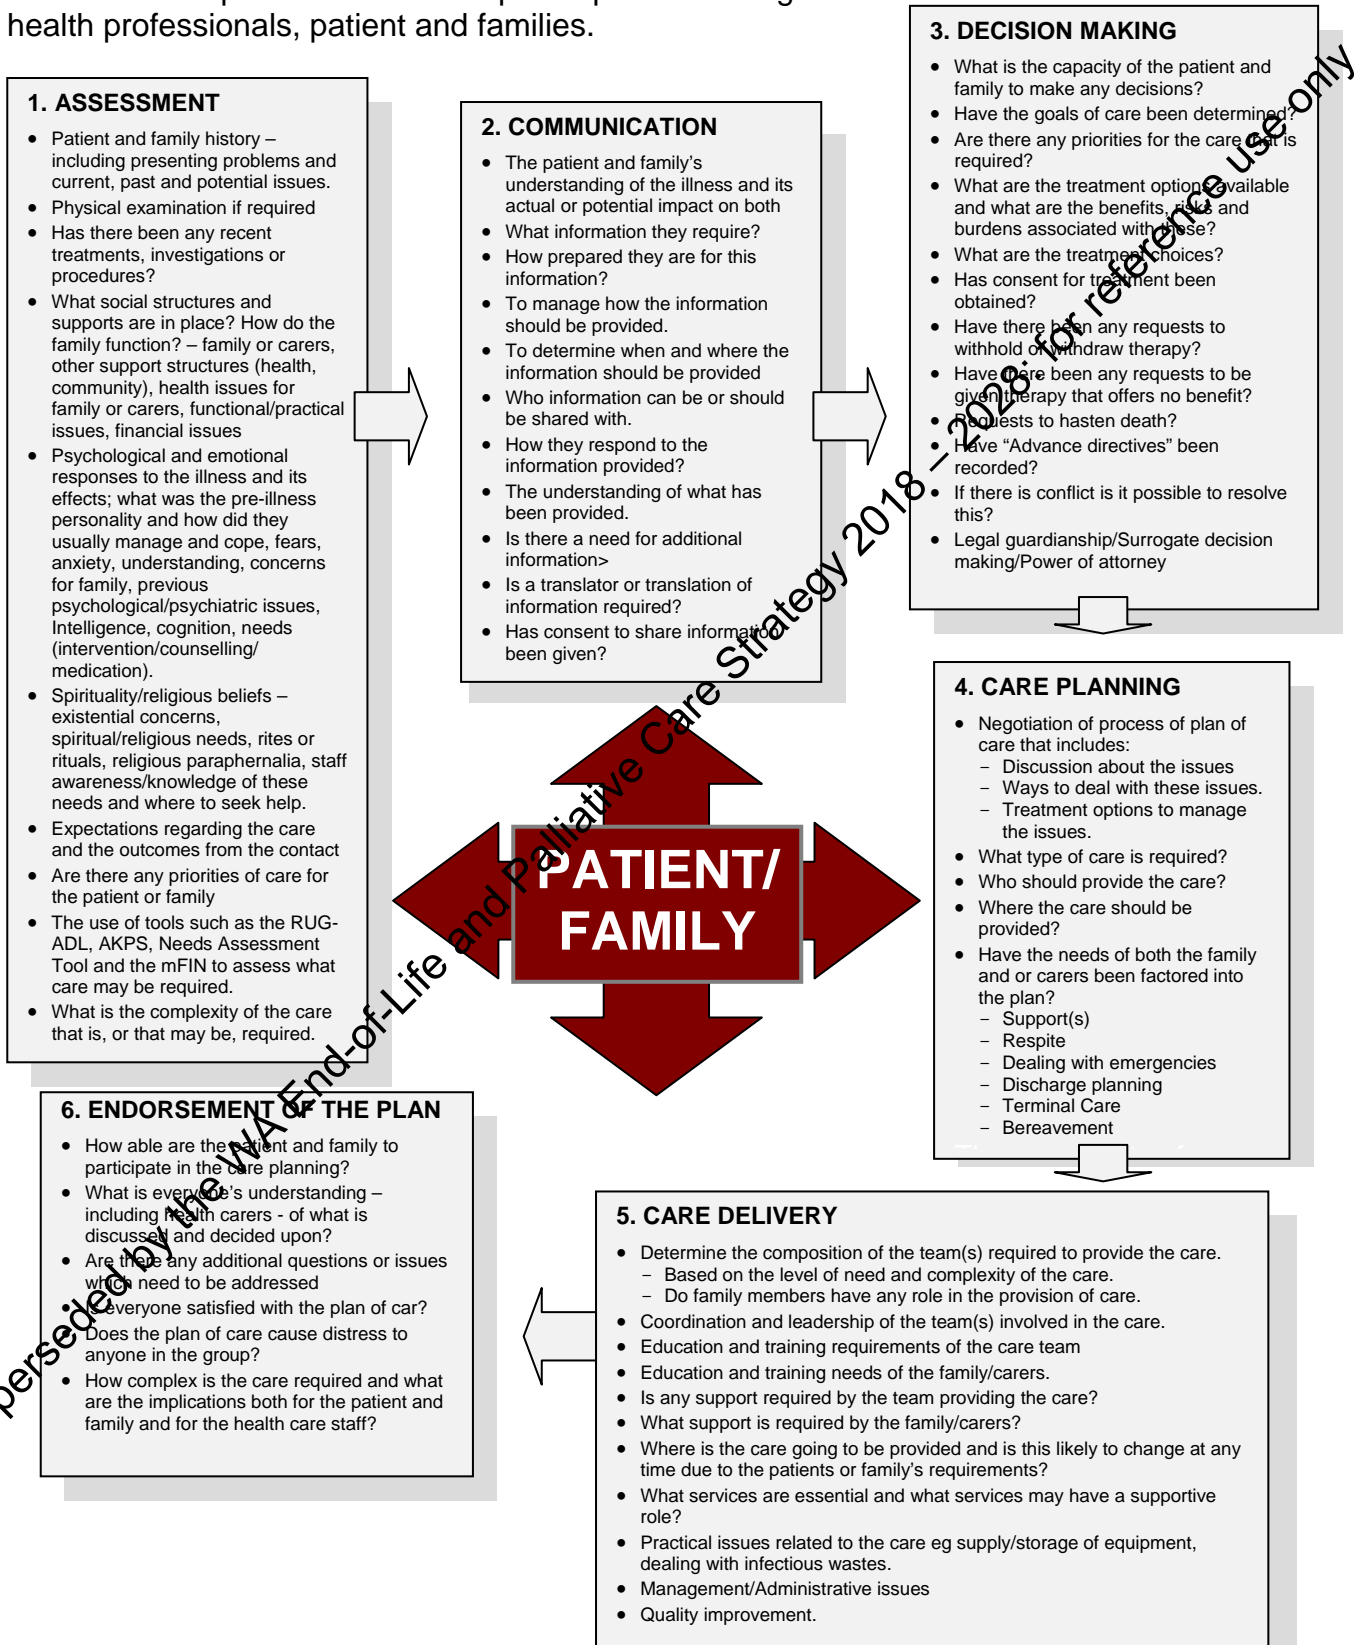 health professionals, patient and families.
1. ASSESSMENT
• Patient and family history –
including presenting problems and
current, past and potential issues.
• Physical examination if required
• Has there been any recent
treatments, investigations or
procedures?
• What social structures and
supports are in place? How do the
family function? – family or carers,
other support structures (health,
community), health issues for
family or carers, functional/practical
issues, financial issues
• Psychological and emotional
responses to the illness and its
effects; what was the pre-illness
personality and how did they
usually manage and cope, fears,
anxiety, understanding, concerns
for family, previous
psychological/psychiatric issues,
Intelligence, cognition, needs
(intervention/counselling/
medication).
• Spirituality/religious beliefs –
existential concerns,
spiritual/religious needs, rites or
rituals, religious paraphernalia, staff
awareness/knowledge of these
needs and where to seek help.
• Expectations regarding the care
and the outcomes from the contact
• Are there any priorities of care for
the patient or family
• The use of tools such as the RUG-
ADL, AKPS, Needs Assessment
Tool and the mFIN to assess what
care may be required.
• What is the complexity of the care
that is, or that may be, required.
2. COMMUNICATION
• The patient and family's
understanding of the illness and its
actual or potential impact on both
• What information they require?
• How prepared they are for this
information?
• To manage how the information
should be provided.
• To determine when and where the
information should be provided
• Who information can be or should
be shared with.
• How they respond to the
information provided?
• The understanding of what has
been provided.
• Is there a need for additional
information>
• Is a translator or translation of
information required?
• Has consent to share information
been given?
3. DECISION MAKING
• What is the capacity of the patient and
family to make any decisions?
• Have the goals of care been determined?
• Are there any priorities for the care that is
required?
• What are the treatment options available
and what are the benefits, risks and
burdens associated with these?
• What are the treatment choices?
• Has consent for treatment been
obtained?
• Have there been any requests to
withhold or withdraw therapy?
• Have there been any requests to be
given therapy that offers no benefit?
• Requests to hasten death?
• Have "Advance directives" been
recorded?
• If there is conflict is it possible to resolve
this?
• Legal guardianship/Surrogate decision
making/Power of attorney
4. CARE PLANNING
• Negotiation of process of plan of
care that includes:
- Discussion about the issues
- Ways to deal with these issues.
- Treatment options to manage
the issues.
• What type of care is required?
• Who should provide the care?
• Where the care should be
provided?
• Have the needs of both the family
and or carers been factored into
the plan?
- Support(s)
- Respite
- Dealing with emergencies
- Discharge planning
- Terminal Care
- Bereavement
PATIENT/
FAMILY
5. CARE DELIVERY
• Determine the composition of the team(s) required to provide the care.
- Based on the level of need and complexity of the care.
- Do family members have any role in the provision of care.
• Coordination and leadership of the team(s) involved in the care.
• Education and training requirements of the care team
• Education and training needs of the family/carers.
• Is any support required by the team providing the care?
• What support is required by the family/carers?
• Where is the care going to be provided and is this likely to change at any
time due to the patients or family's requirements?
• What services are essential and what services may have a supportive
role?
• Practical issues related to the care eg supply/storage of equipment,
dealing with infectious wastes.
• Management/Administrative issues
• Quality improvement.
6. ENDORSEMENT OF THE PLAN
• How able are the patient and family to
participate in the care planning?
• What is everyone's understanding –
including health carers - of what is
discussed and decided upon?
• Are there any additional questions or issues
which need to be addressed
• Is everyone satisfied with the plan of car?
• Does the plan of care cause distress to
anyone in the group?
• How complex is the care required and what
are the implications both for the patient and
family and for the health care staff?
perseded by the WA End-of-Life and Palliative Care Strategy 2018 – 2028: for reference use only